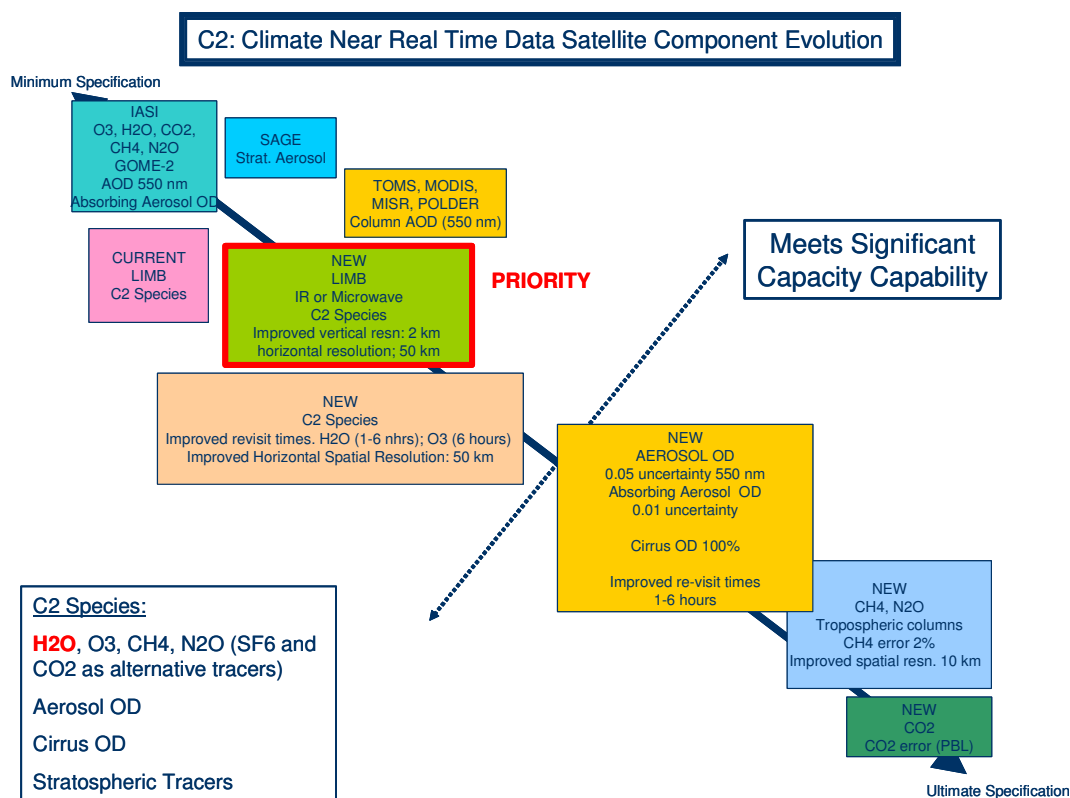 C2: Climate Near Real Time Data Satellite Component Evolution
Minimum Specification
IASI
O3, H2O, CO2,
CH4, N2O
GOME-2
AOD 550 nm
Absorbing Aerosol OD
SAGE
Strat. Aerosol
TOMS, MODIS,
MISR, POLDER
Column AOD (550 nm)
CURRENT
LIMB
C2 Species
NEW
LIMB
IR or Microwave
C2 Species
Improved vertical resn: 2 km
horizontal resolution; 50 km
PRIORITY
Meets Significant
Capacity Capability
NEW
C2 Species
Improved revisit times. H2O (1-6 nhrs); O3 (6 hours)
Improved Horizontal Spatial Resolution: 50 km
NEW
AEROSOL OD
0.05 uncertainty 550 nm
Absorbing Aerosol OD
0.01 uncertainty
Cirrus OD 100%
Improved re-visit times
1-6 hours
NEW
CH4, N2O
Tropospheric columns
CH4 error 2%
Improved spatial resn. 10 km
NEW
CO2
CO2 error (PBL)
Ultimate Specification
C2 Species:
H2O, O3, CH4, N2O (SF6 and
CO2 as alternative tracers)
Aerosol OD
Cirrus OD
Stratospheric Tracers